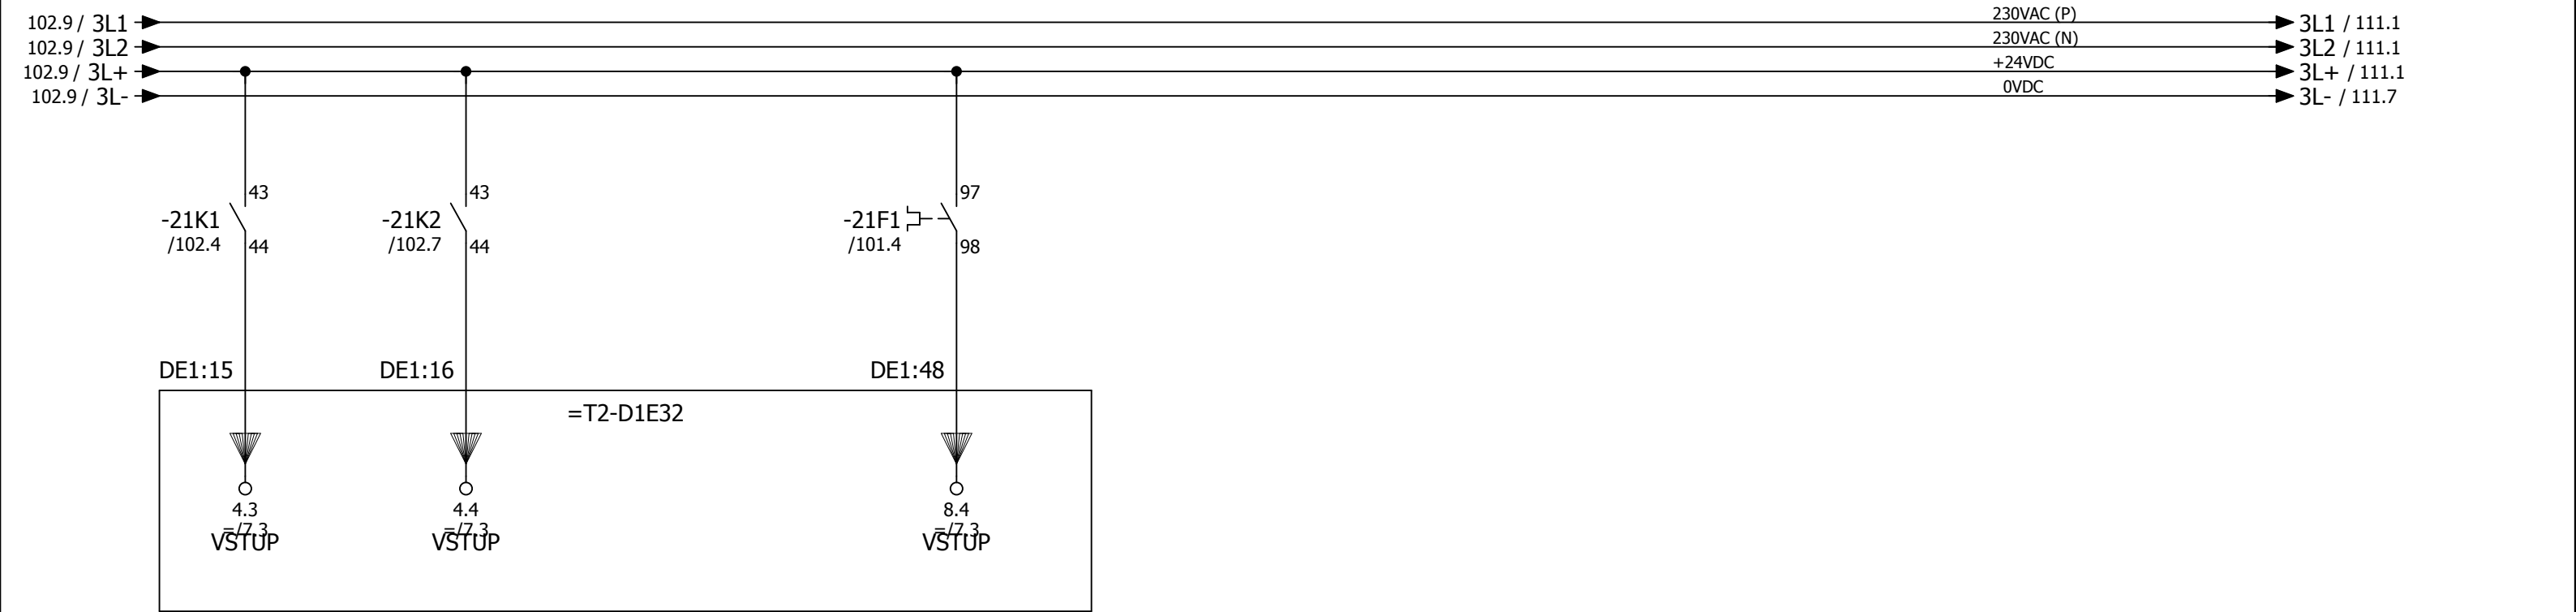 102.9 / 3L1
230VAC (P)
3L1 / 111.1
102.9 / 3L2
230VAC (N)
3L2 / 111.1
102.9 / 3L+
+24VDC
3L+ / 111.1
102.9 / 3L-
0VDC
3L- / 111.7
43
-21K1
/102.4
44
43
-21K2
/102.7
44
97
-21F1
/101.4
98
DE1:15
DE1:16
DE1:48
=T2-D1E32
4.3
=/7.3
VSTUP
4.4
=/7.3
VSTUP
8.4
=/7.3
VSTUP